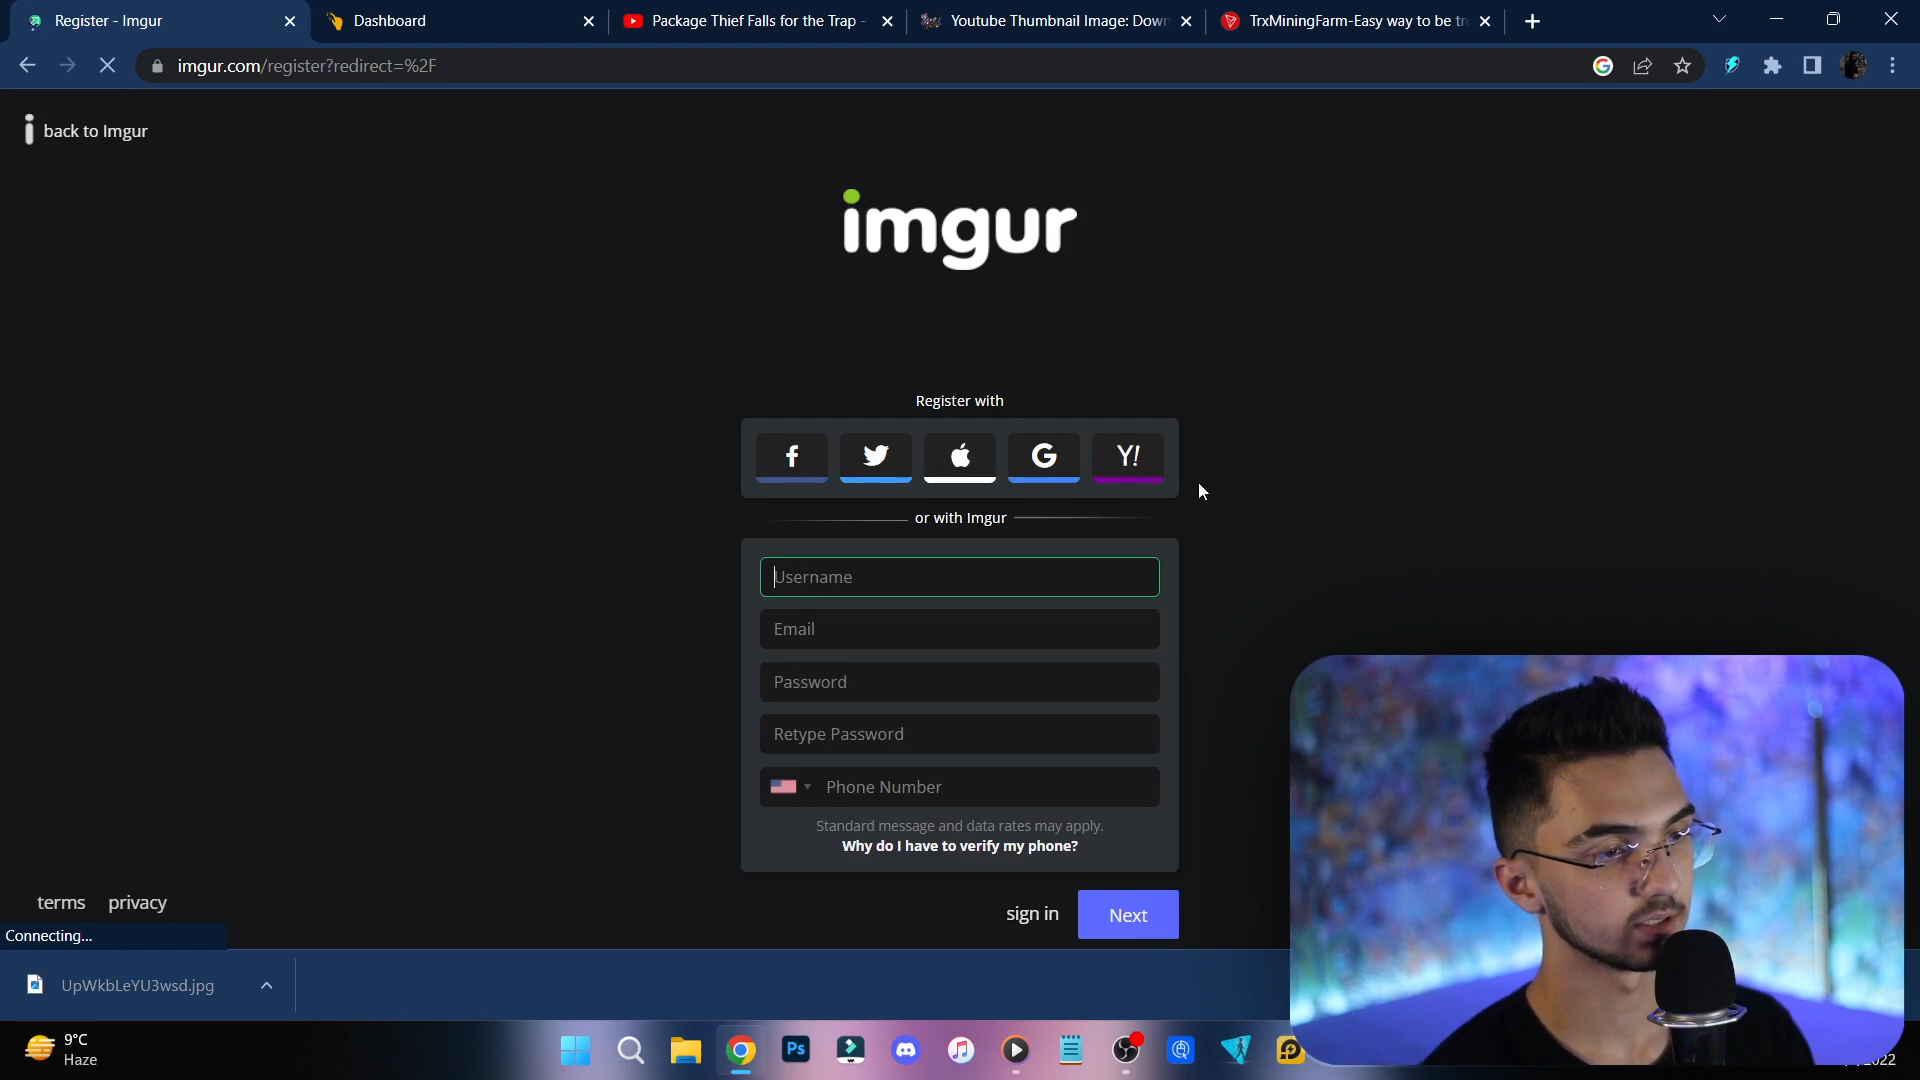 Register - Imgur
Dashboard
Package Thief Falls for the Trap -
Youtube Thumbnail Image: Down
TrxMiningFarm-Easy way to be tr
imgur.com/register?redirect=%2F
back to Imgur
imgur
Register with
f
G
Y!
or with Imgur
Username
Email
Password
Retype Password
Phone Number
Standard message and data rates may apply.
Why do I have to verify my phone?
terms privacy
sign in Next
Connecting...
UpWkbLeYU3wsd.jpg
9°C
Haze
Ps